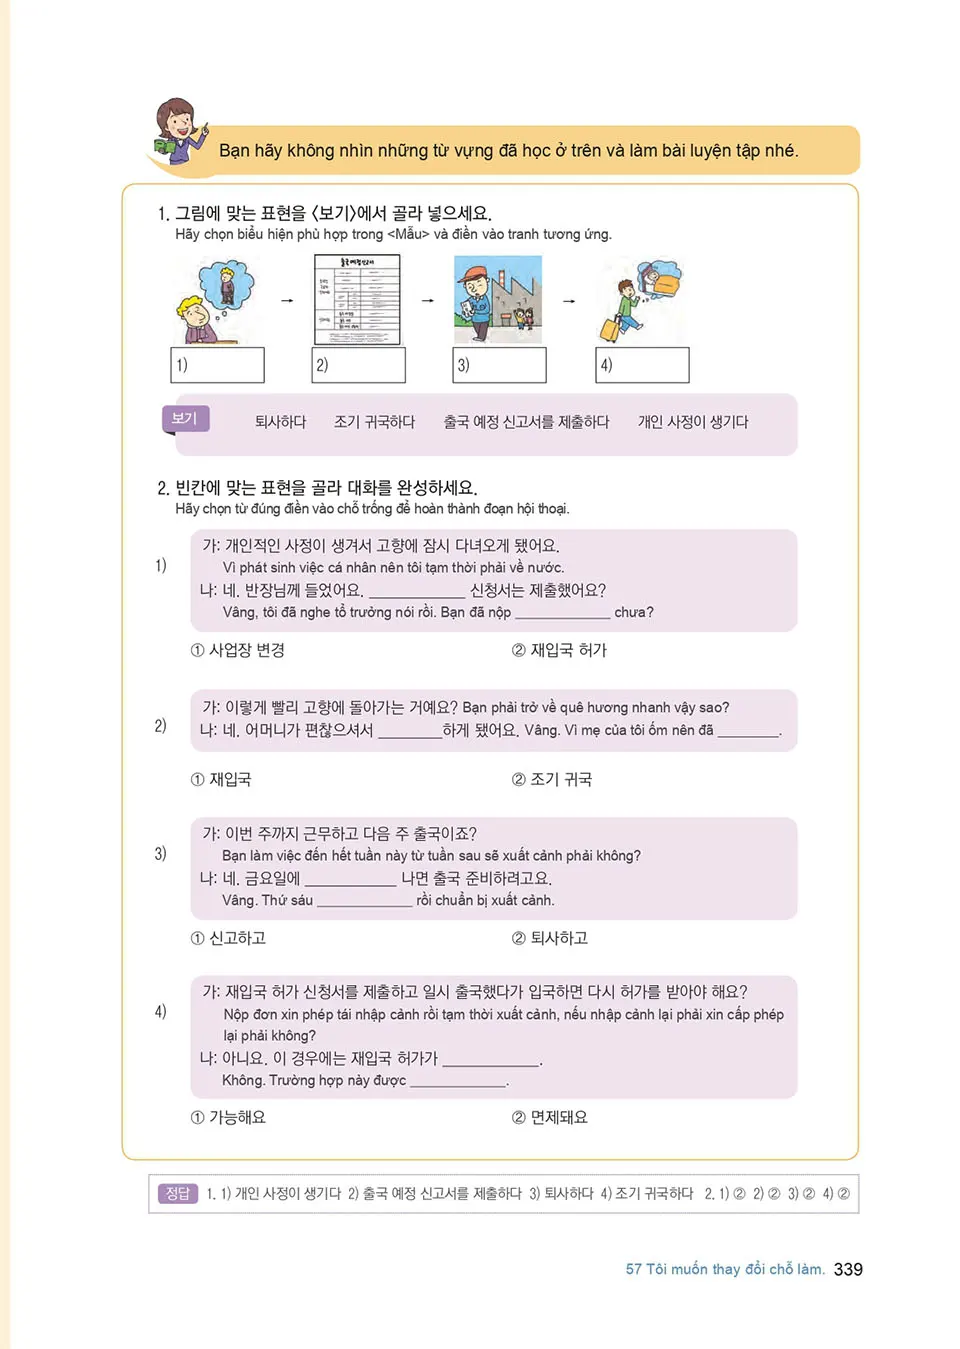 Bạn hãy không nhìn những từ vựng đã học ở trên và làm bài luyện tập nhé.
1. 그림에 맞는 표현을 <보기>에서 골라 넣으세요.
Hãy chọn biểu hiện phù hợp trong <Mẫu> và điền vào tranh tương ứng.
출국예정신고서
1)
2)
3)
4)
보기 퇴사하다 조기 귀국하다 출국 예정 신고서를 제출하다 개인 사정이 생기다
2. 빈칸에 맞는 표현을 골라 대화를 완성하세요.
Hãy chọn từ đúng điền vào chỗ trống để hoàn thành đoạn hội thoại.
1)
가: 개인적인 사정이 생겨서 고향에 잠시 다녀오게 됐어요.
Vì phát sinh việc cá nhân nên tôi tạm thời phải về nước.
나: 네. 반장님께 들었어요. ____________ 신청서는 제출했어요?
Vâng, tôi đã nghe tổ trưởng nói rồi. Bạn đã nộp ____________ chưa?
① 사업장 변경 ② 재입국 허가
2)
가: 이렇게 빨리 고향에 돌아가는 거예요? Bạn phải trở về quê hương nhanh vậy sao?
나: 네. 어머니가 편찮으셔서 ________하게 됐어요. Vâng. Vì mẹ của tôi ốm nên đã ________.
① 재입국 ② 조기 귀국
3)
가: 이번 주까지 근무하고 다음 주 출국이죠?
Bạn làm việc đến hết tuần này từ tuần sau sẽ xuất cảnh phải không?
나: 네. 금요일에 ____________ 나면 출국 준비하려고요.
Vâng. Thứ sáu ____________ rồi chuẩn bị xuất cảnh.
① 신고하고 ② 퇴사하고
4)
가: 재입국 허가 신청서를 제출하고 일시 출국했다가 입국하면 다시 허가를 받아야 해요?
Nộp đơn xin phép tái nhập cảnh rồi tạm thời xuất cảnh, nếu nhập cảnh lại phải xin cấp phép
lại phải không?
나: 아니요. 이 경우에는 재입국 허가가 ____________.
Không. Trường hợp này được ____________.
① 가능해요 ② 면제돼요
정답 1. 1) 개인 사정이 생기다 2) 출국 예정 신고서를 제출하다 3) 퇴사하다 4) 조기 귀국하다 2. 1) ② 2) ② 3) ② 4) ②
57 Tôi muốn thay đổi chỗ làm. 339